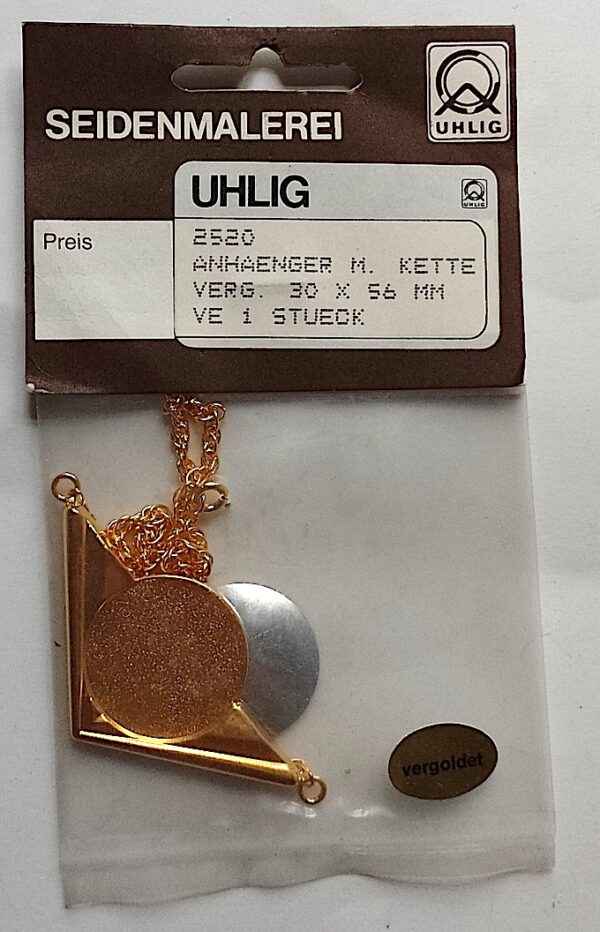 SEIDENMALEREI
UHLIG
UHLIG
UHLIG
Preis
2520
ANHAENGER M. KETTE
VERG. 30 X 56 MM
VE 1 STUECK
vergoldet